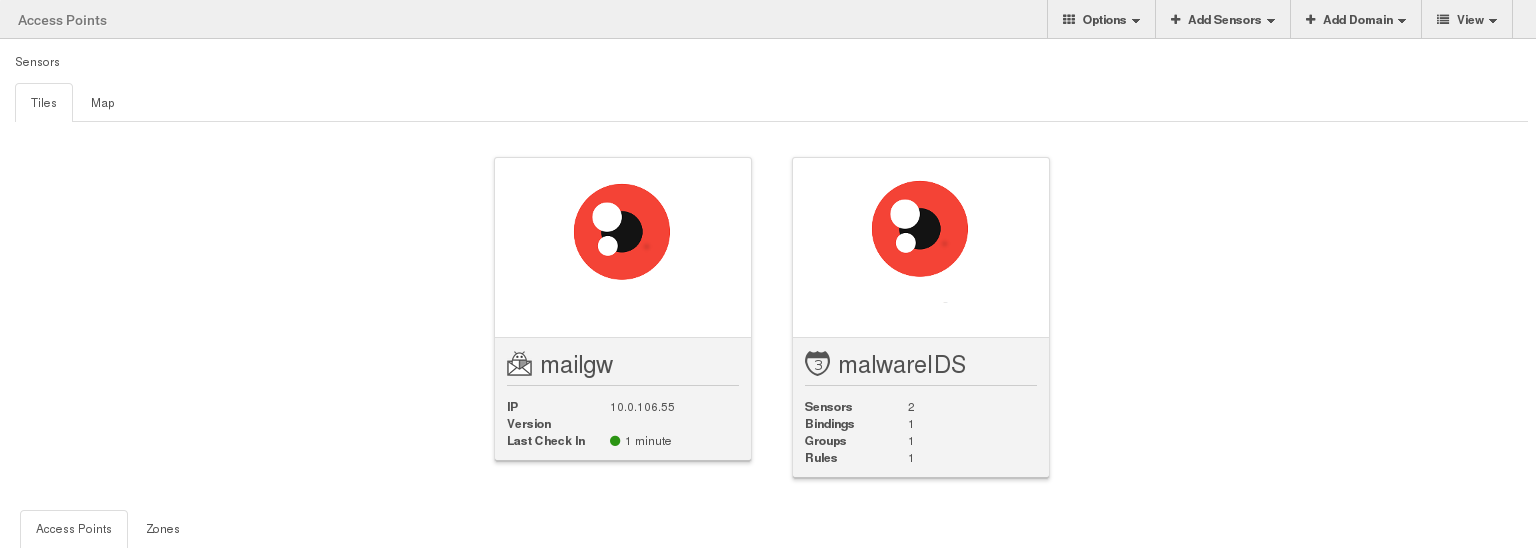 Access Points
Options
Add Sensors
Add Domain
View
Sensors
Tiles
Map
mailgw
IP 10.0.106.55
Version
Last Check In 1 minute
3 malwareIDS
Sensors 2
Bindings 1
Groups 1
Rules 1
Access Points
Zones